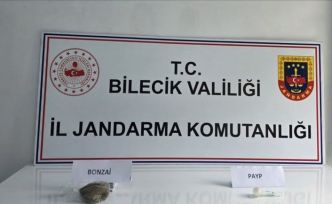 T.C.
BİLECİK VALİLİĞİ
İL JANDARMA KOMUTANLIĞI
BONZAİ
PAYP